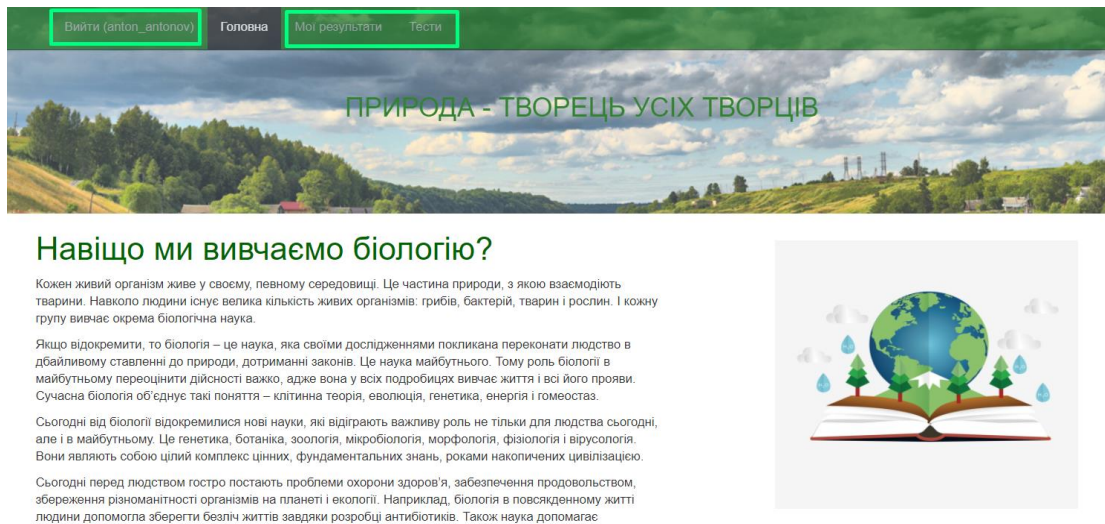 Вийти (anton_antonov) Головна Мої результати Тести
ПРИРОДА - ТВОРЕЦЬ УСІХ ТВОРЦІВ
Навіщо ми вивчаємо біологію?
Кожен живий організм живе у своєму, певному середовищі. Це частина природи, з якою взаємодіють
тварини. Навколо людини існує велика кількість живих організмів: грибів, бактерій, тварин і рослин. І кожну
групу вивчає окрема біологічна наука.
Якщо відокремити, то біологія – це наука, яка своїми дослідженнями покликана переконати людство в
дбайливому ставленні до природи, дотриманні законів. Це наука майбутнього. Тому роль біології в
майбутньому переоцінити дійсності важко, адже вона у всіх подробицях вивчає життя і всі його прояви.
Сучасна біологія об'єднує такі поняття – клітинна теорія, еволюція, генетика, енергія і гомеостаз.
Сьогодні від біології відокремилися нові науки, які відіграють важливу роль не тільки для людства сьогодні,
але і в майбутньому. Це генетика, ботаніка, зоологія, мікробіологія, морфологія, фізіологія і вірусологія.
Вони являють собою цілий комплекс цінних, фундаментальних знань, роками накопичених цивілізацією.
Сьогодні перед людством гостро постають проблеми охорони здоров'я, забезпечення продовольством,
збереження різноманітності організмів на планеті і екології. Наприклад, біологія в повсякденному житті
людини допомогла зберегти безліч життів завдяки розробці антибіотиків. Також наука допомагає